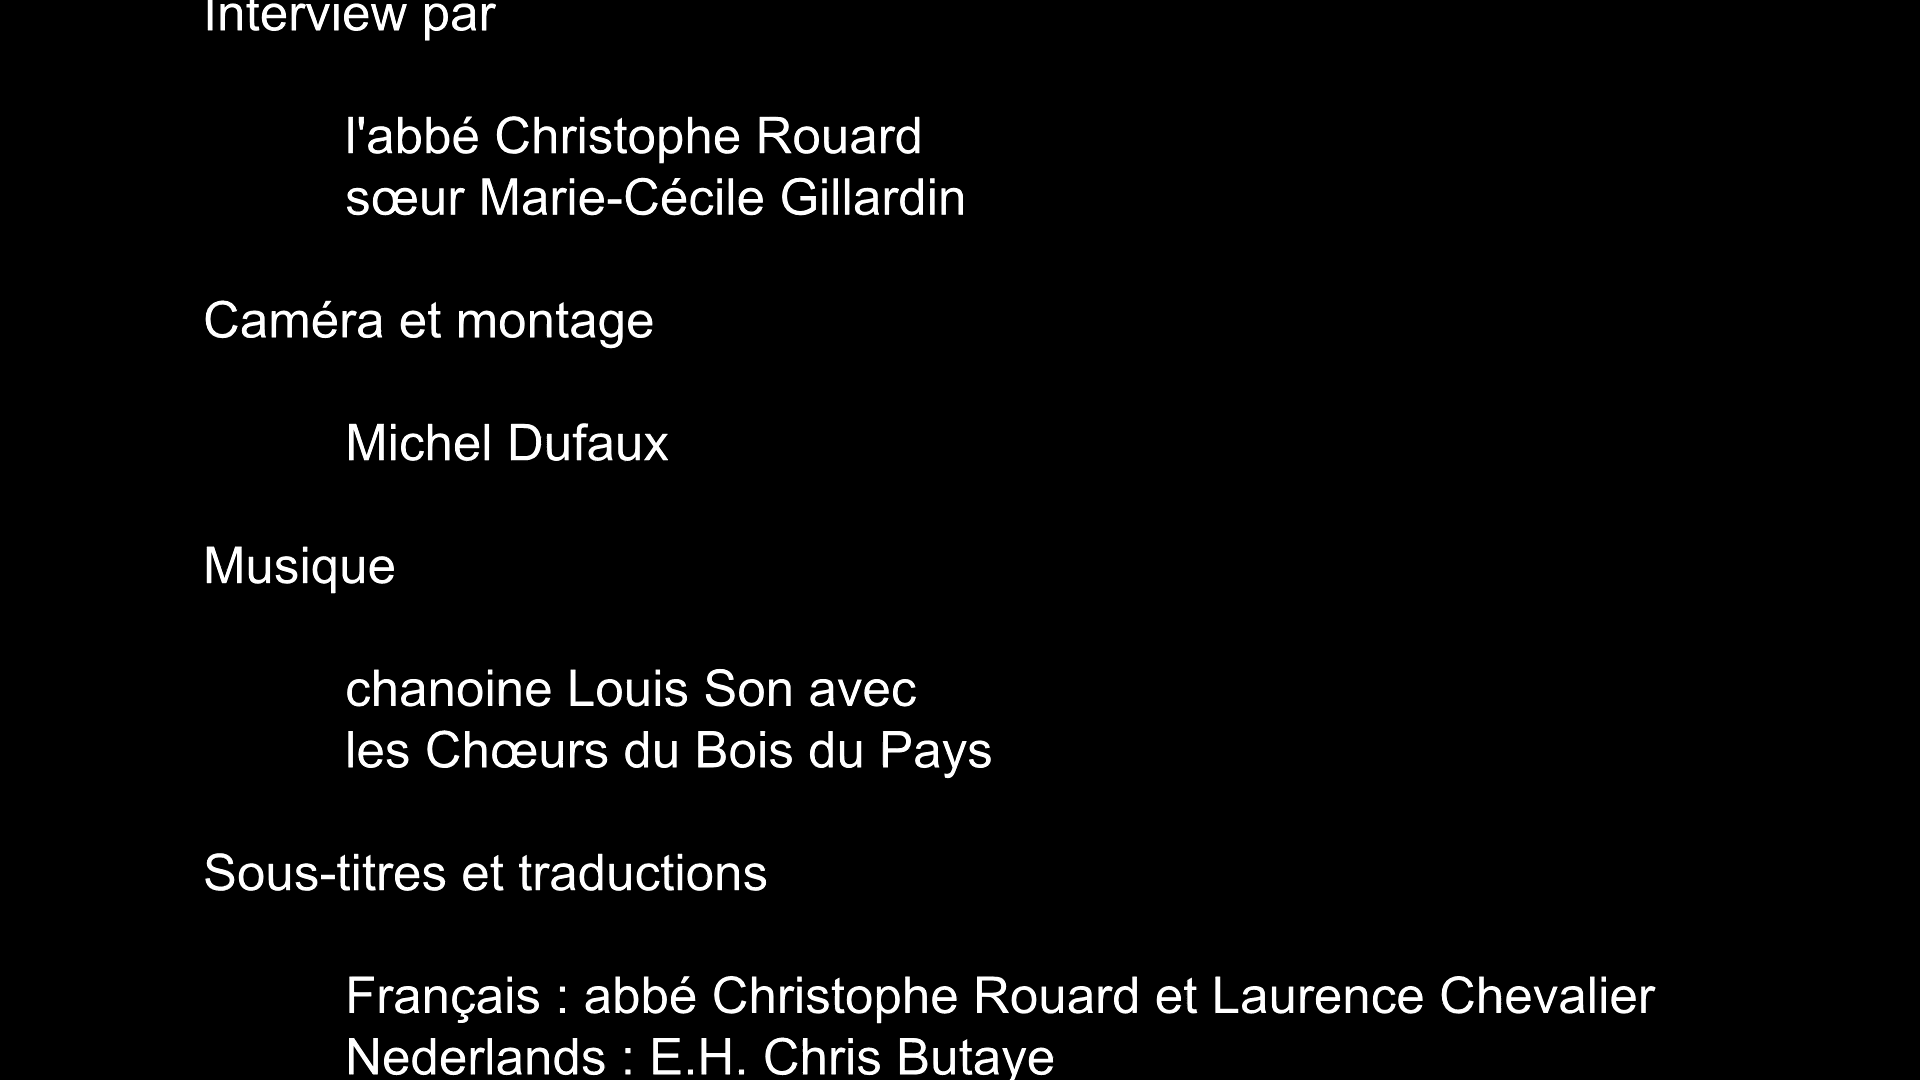 Interview par
l'abbé Christophe Rouard
sœur Marie-Cécile Gillardin
Caméra et montage
Michel Dufaux
Musique
chanoine Louis Son avec
les Chœurs du Bois du Pays
Sous-titres et traductions
Français : abbé Christophe Rouard et Laurence Chevalier
Nederlands : E.H. Chris Butaye